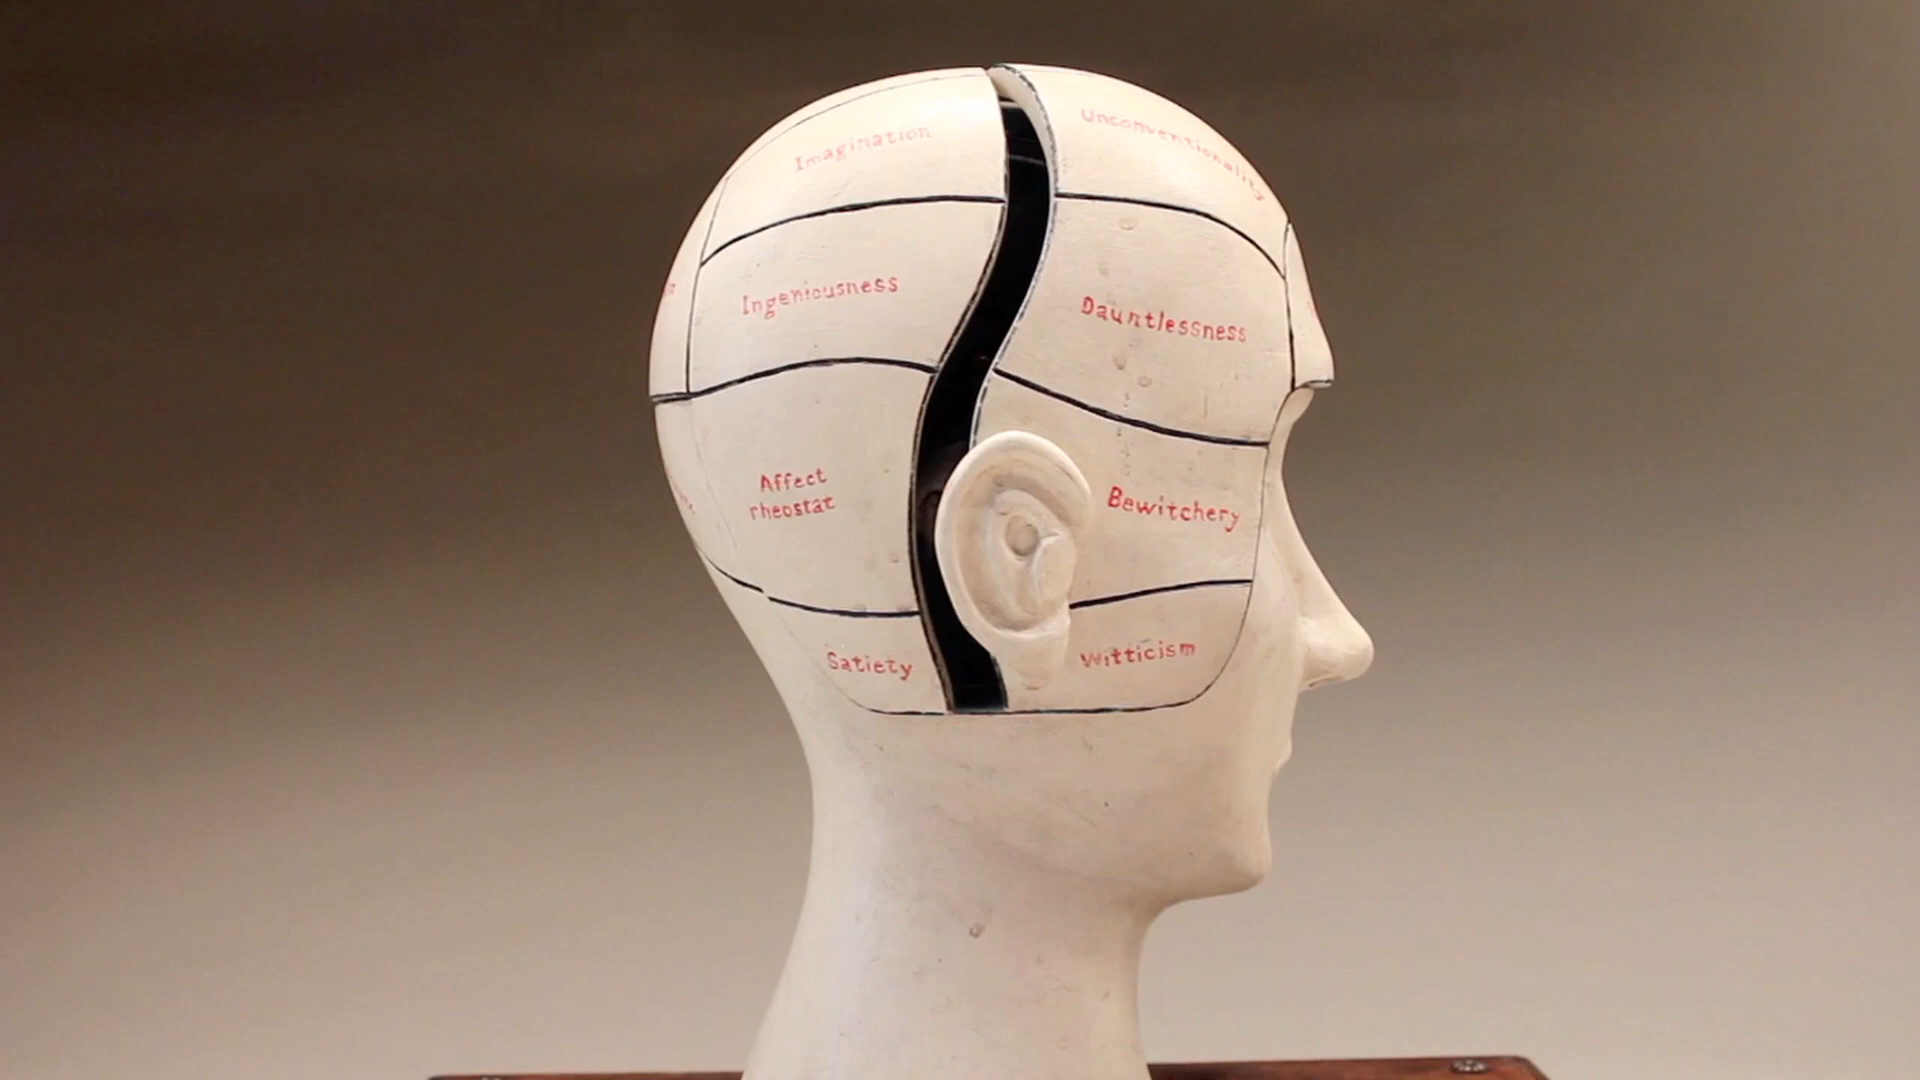 Imagination
Unconventionality
Ingeniousness
Dauntlessness
Affect
rheostat
Bewitchery
Satiety
Witticism